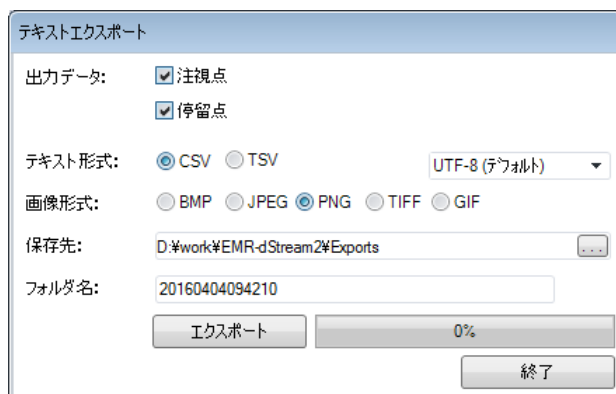 テキストエクスポート
出力データ: 注視点
停留点
テキスト形式: CSV TSV UTF-8 (ﾃﾞﾌｫﾙﾄ)
画像形式: BMP JPEG PNG TIFF GIF
保存先: D:¥work¥EMR-dStream2¥Exports ...
フォルダ名: 20160404094210
エクスポート 0%
終了